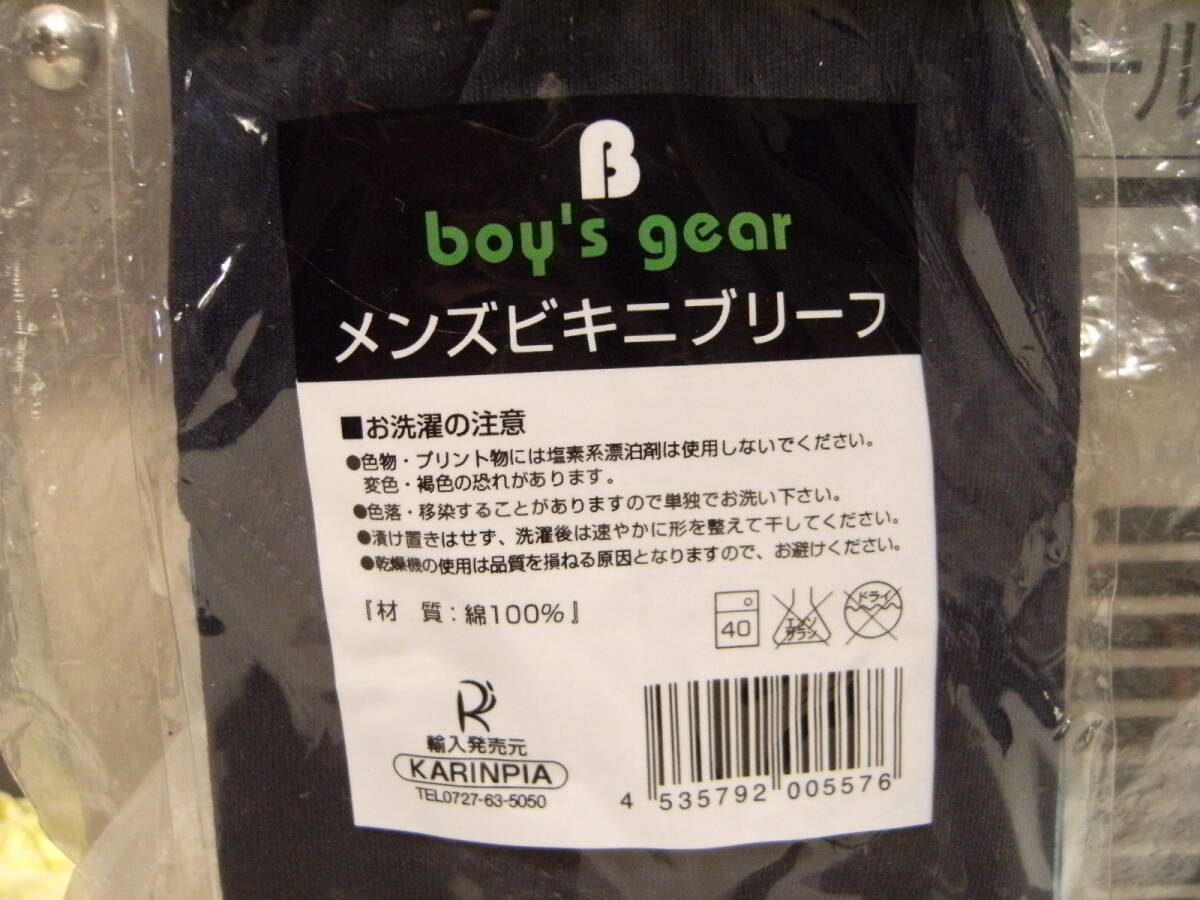 B
boy's gear
メンズビキニブリーフ
■お洗濯の注意
●色物・プリント物には塩素系漂泊剤は使用しないでください。
変色・褐色の恐れがあります。
●色落・移染することがありますので単独でお洗い下さい。
●漬け置きはせず、洗濯後は速やかに形を整えて干してください。
●乾燥機の使用は品質を損ねる原因となりますので、お避けください。
『材 質：綿100%』
40
エンソ
サラシ
ドライ
輸入発売元
KARINPIA
TEL0727-63-5050
4 535792 005576
ール